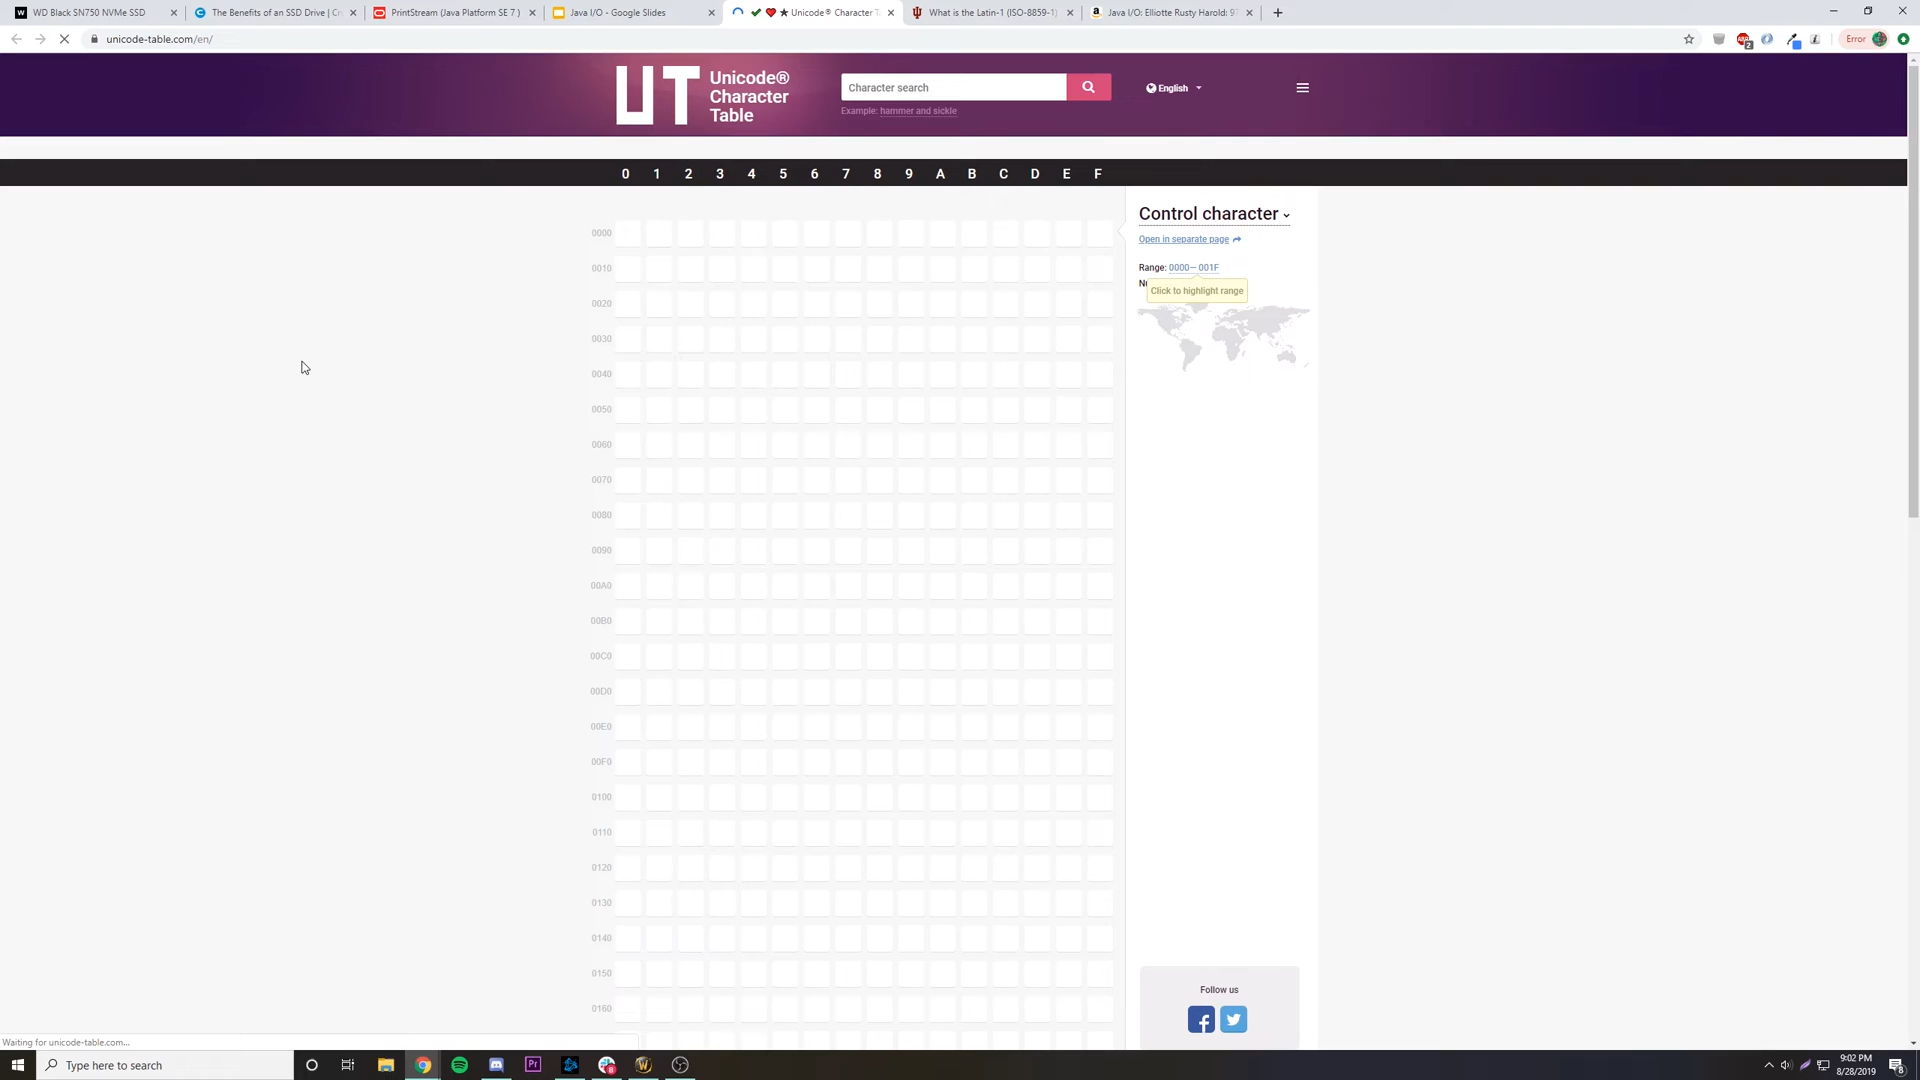 WD Black SN750 NVMe SSD
The Benefits of an SSD Drive | Cr
PrintStream (Java Platform SE 7 )
Java I/O - Google Slides
✔ ❤ ★ Unicode® Character T
What is the Latin-1 (ISO-8859-1)
Java I/O: Elliotte Rusty Harold: 97
unicode-table.com/en/
Error
UT
Unicode®
Character
Table
Character search
Example: hammer and sickle
English
0 1 2 3 4 5 6 7 8 9 A B C D E F
Control character
Open in separate page
Range: 0000— 001F
Click to highlight range
0000
0010
0020
0030
0040
0050
0060
0070
0080
0090
00A0
00B0
00C0
00D0
00E0
00F0
0100
0110
0120
0130
0140
0150
0160
Follow us
Waiting for unicode-table.com...
Type here to search
9:02 PM
8/28/2019